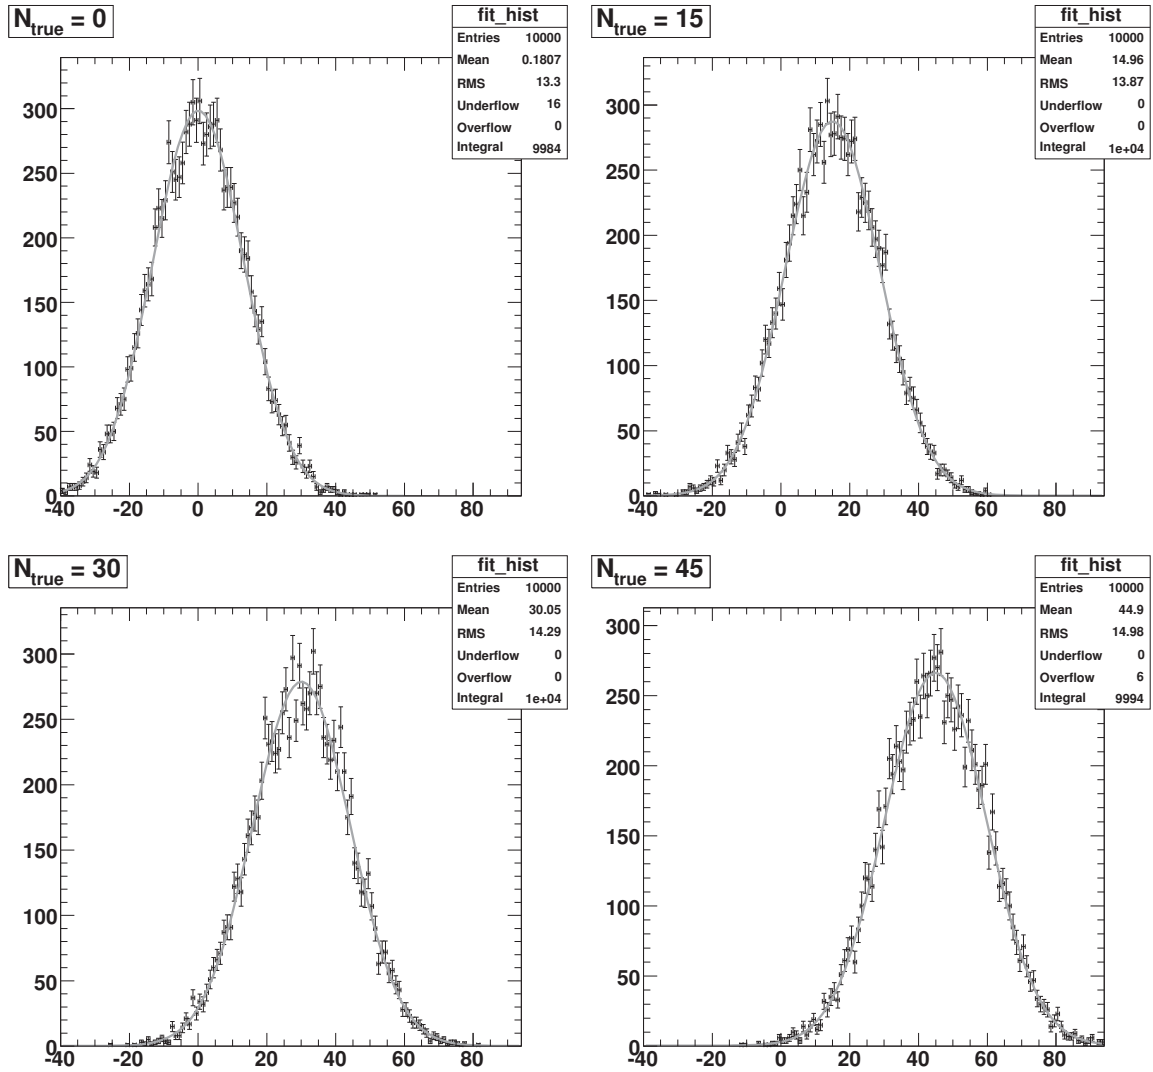 N_true = 0
fit_hist
Entries 10000
Mean 0.1807
RMS 13.3
Underflow 16
Overflow 0
Integral 9984
300
250
200
150
100
50
0
-40 -20 0 20 40 60 80
N_true = 15
fit_hist
Entries 10000
Mean 14.96
RMS 13.87
Underflow 0
Overflow 0
Integral 1e+04
300
250
200
150
100
50
0
-40 -20 0 20 40 60 80
N_true = 30
fit_hist
Entries 10000
Mean 30.05
RMS 14.29
Underflow 0
Overflow 0
Integral 1e+04
300
250
200
150
100
50
0
-40 -20 0 20 40 60 80
N_true = 45
fit_hist
Entries 10000
Mean 44.9
RMS 14.98
Underflow 0
Overflow 6
Integral 9994
300
250
200
150
100
50
0
-40 -20 0 20 40 60 80